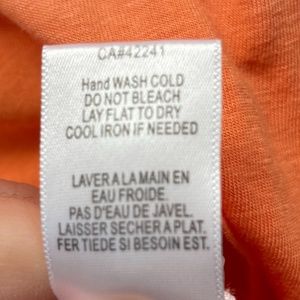 CA#42241
Hand WASH COLD
DO NOT BLEACH
LAY FLAT TO DRY
COOL IRON IF NEEDED
LAVER A LA MAIN EN
EAU FROIDE.
PAS D'EAU DE JAVEL.
LAISSER SECHER A PLAT.
FER TIEDE SI BESOIN EST.